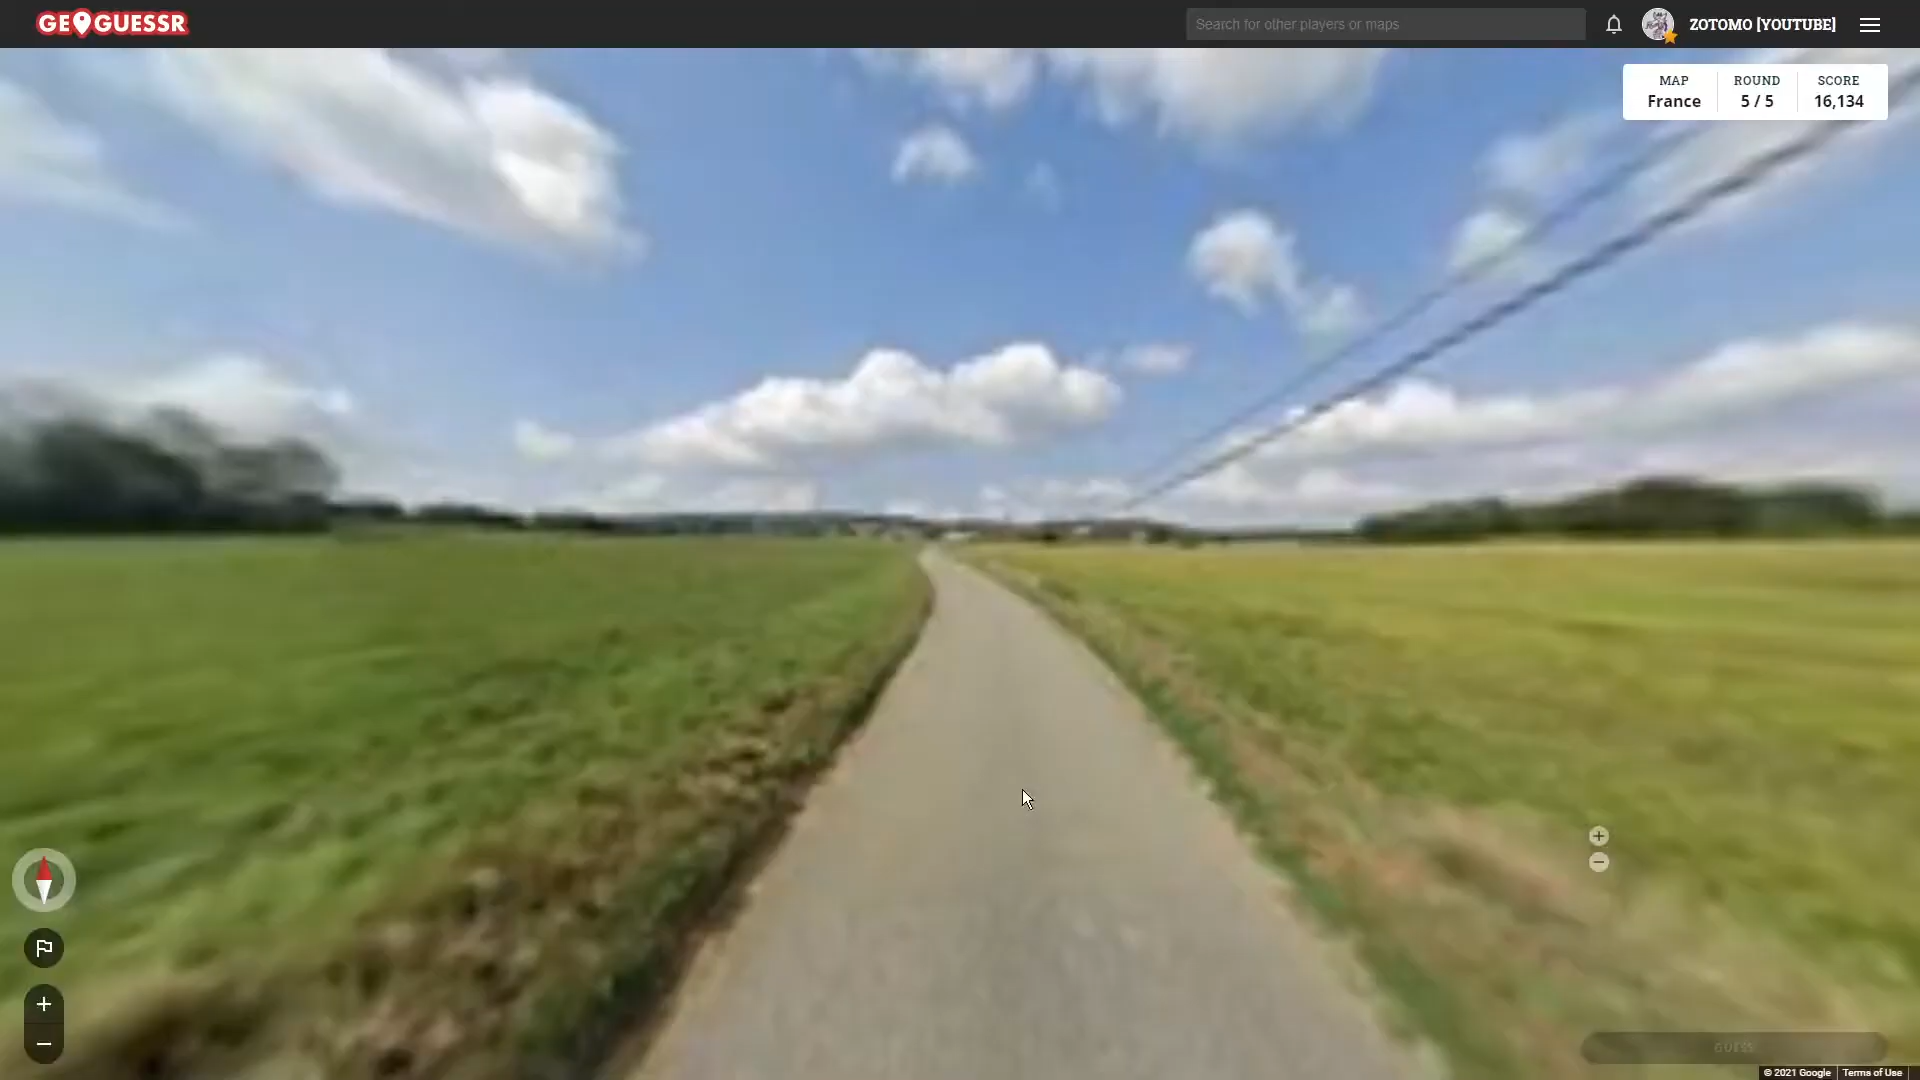 GEOGUESSR
Search for other players or maps
ZOTOMO [YOUTUBE]
MAP ROUND SCORE
France 5 / 5 16,134
GUESS
© 2021 Google Terms of Use